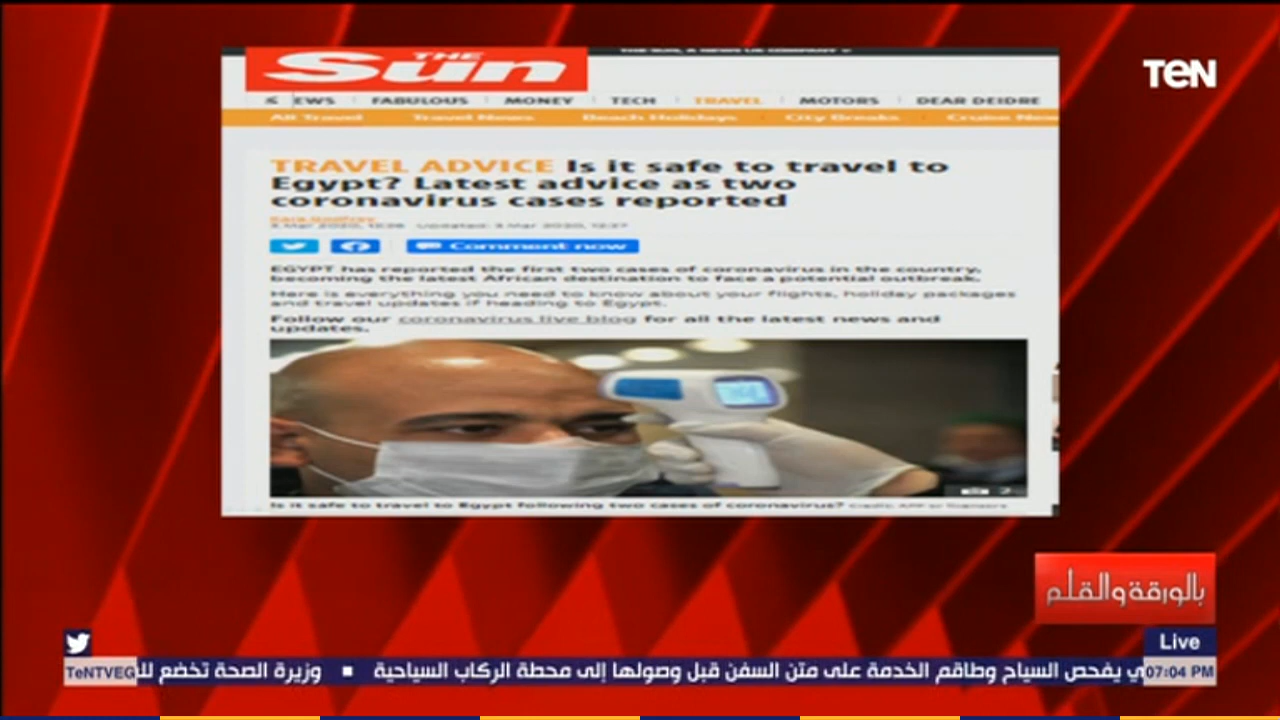 THE
Sun
TEN
EWS FABULOUS MONEY TECH TRAVEL MOTORS DEAR DEIDRE
All Travel Travel News Beach Holidays City Breaks Cruise New
TRAVEL ADVICE Is it safe to travel to
Egypt? Latest advice as two
coronavirus cases reported
Comment now
EGYPT has reported the first two cases of coronavirus in the country,
becoming the latest African destination to face a potential outbreak.
Here is everything you need to know about your flights, holiday packages
and travel updates if heading to Egypt.
Follow our coronavirus live blog for all the latest news and
updates.
Is it safe to travel to Egypt following two cases of coronavirus?
بالورقة والقلم
Live
07:04 PM
ي يفحص السياح وطاقم الخدمة على متن السفن قبل وصولها إلى محطة الركاب السياحية ■ وزيرة الصحة تخضع لل
TeNTVEG